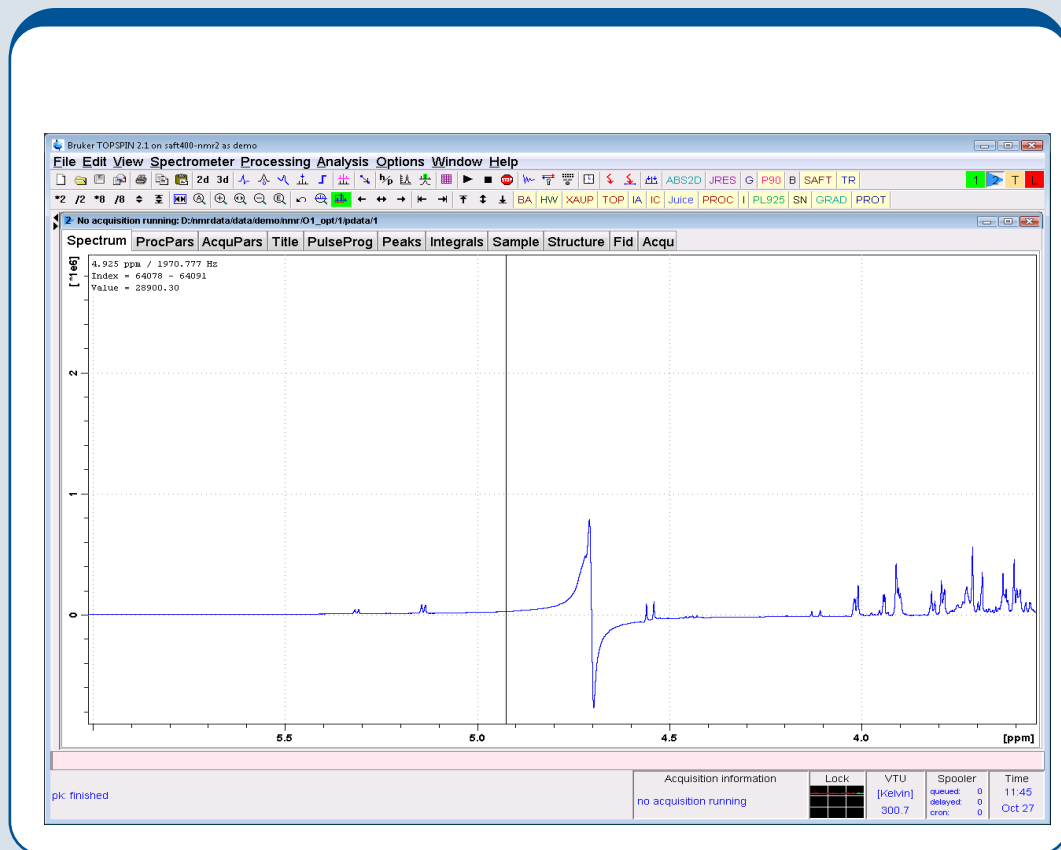 Bruker TOPSPIN 2.1 on saft400-nmr2 as demo
File Edit View Spectrometer Processing Analysis Options Window Help
2d 3d ABS2D JRES G P90 B SAFT TR 1 2 T L
*2 /2 *8 /8 BA HW XAUP TOP IA IC Juice PROC I PL925 SN GRAD PROT
2 No acquisition running: D:/nmrdata/data/demo/nmr/O1_opt/1/pdata/1
Spectrum ProcPars AcquPars Title PulseProg Peaks Integrals Sample Structure Fid Acqu
[*1e6]
4.925 ppm / 1970.777 Hz
Index = 64078 - 64091
Value = 28900.30
2
1
0
5.5 5.0 4.5 4.0 [ppm]
pk: finished
Acquisition information
no acquisition running
Lock
VTU
[Kelvin]
300.7
Spooler
queued: 0
delayed: 0
cron: 0
Time
11:45
Oct 27